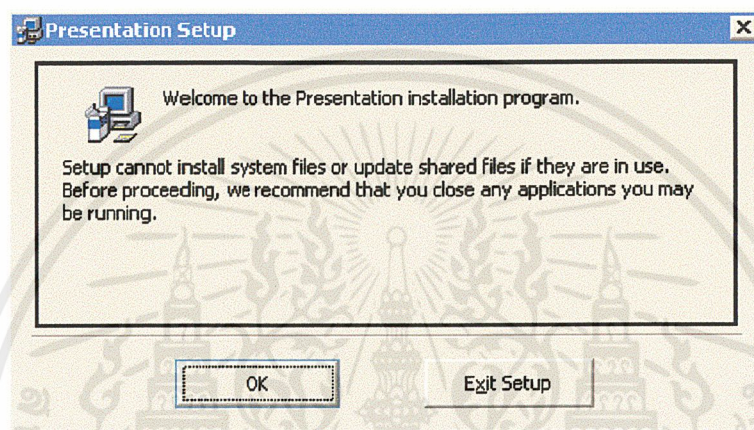 Presentation Setup
Welcome to the Presentation installation program.
Setup cannot install system files or update shared files if they are in use.
Before proceeding, we recommend that you close any applications you may
be running.
OK
Exit Setup